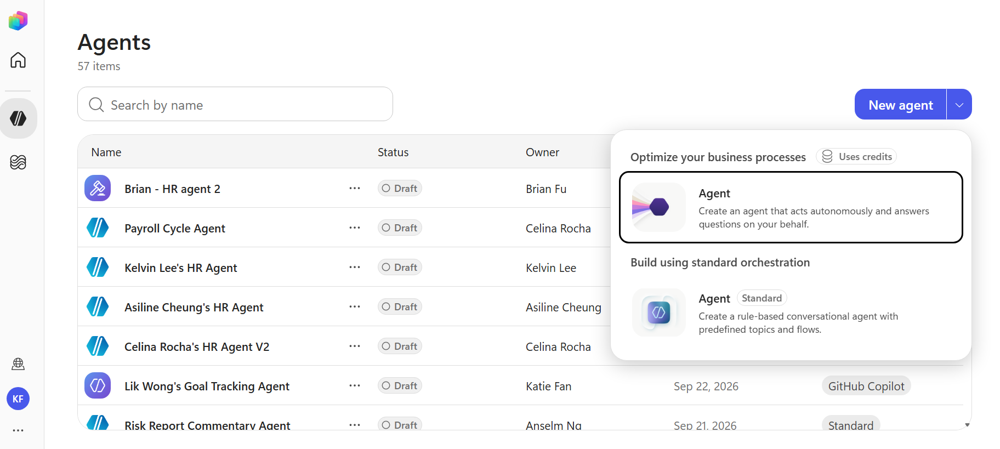 Agents
57 items
Search by name
New agent
Name Status Owner
Brian - HR agent 2 ··· Draft Brian Fu
Payroll Cycle Agent ··· Draft Celina Rocha
Kelvin Lee's HR Agent ··· Draft Kelvin Lee
Asiline Cheung's HR Agent ··· Draft Asiline Cheung
Celina Rocha's HR Agent V2 ··· Draft Celina Rocha
Lik Wong's Goal Tracking Agent ··· Draft Katie Fan Sep 22, 2026 GitHub Copilot
Risk Report Commentary Agent ··· Draft Anselm Ng Sep 21, 2026 Standard
Optimize your business processes Uses credits
Agent
Create an agent that acts autonomously and answers
questions on your behalf.
Build using standard orchestration
Agent Standard
Create a rule-based conversational agent with
predefined topics and flows.
KF